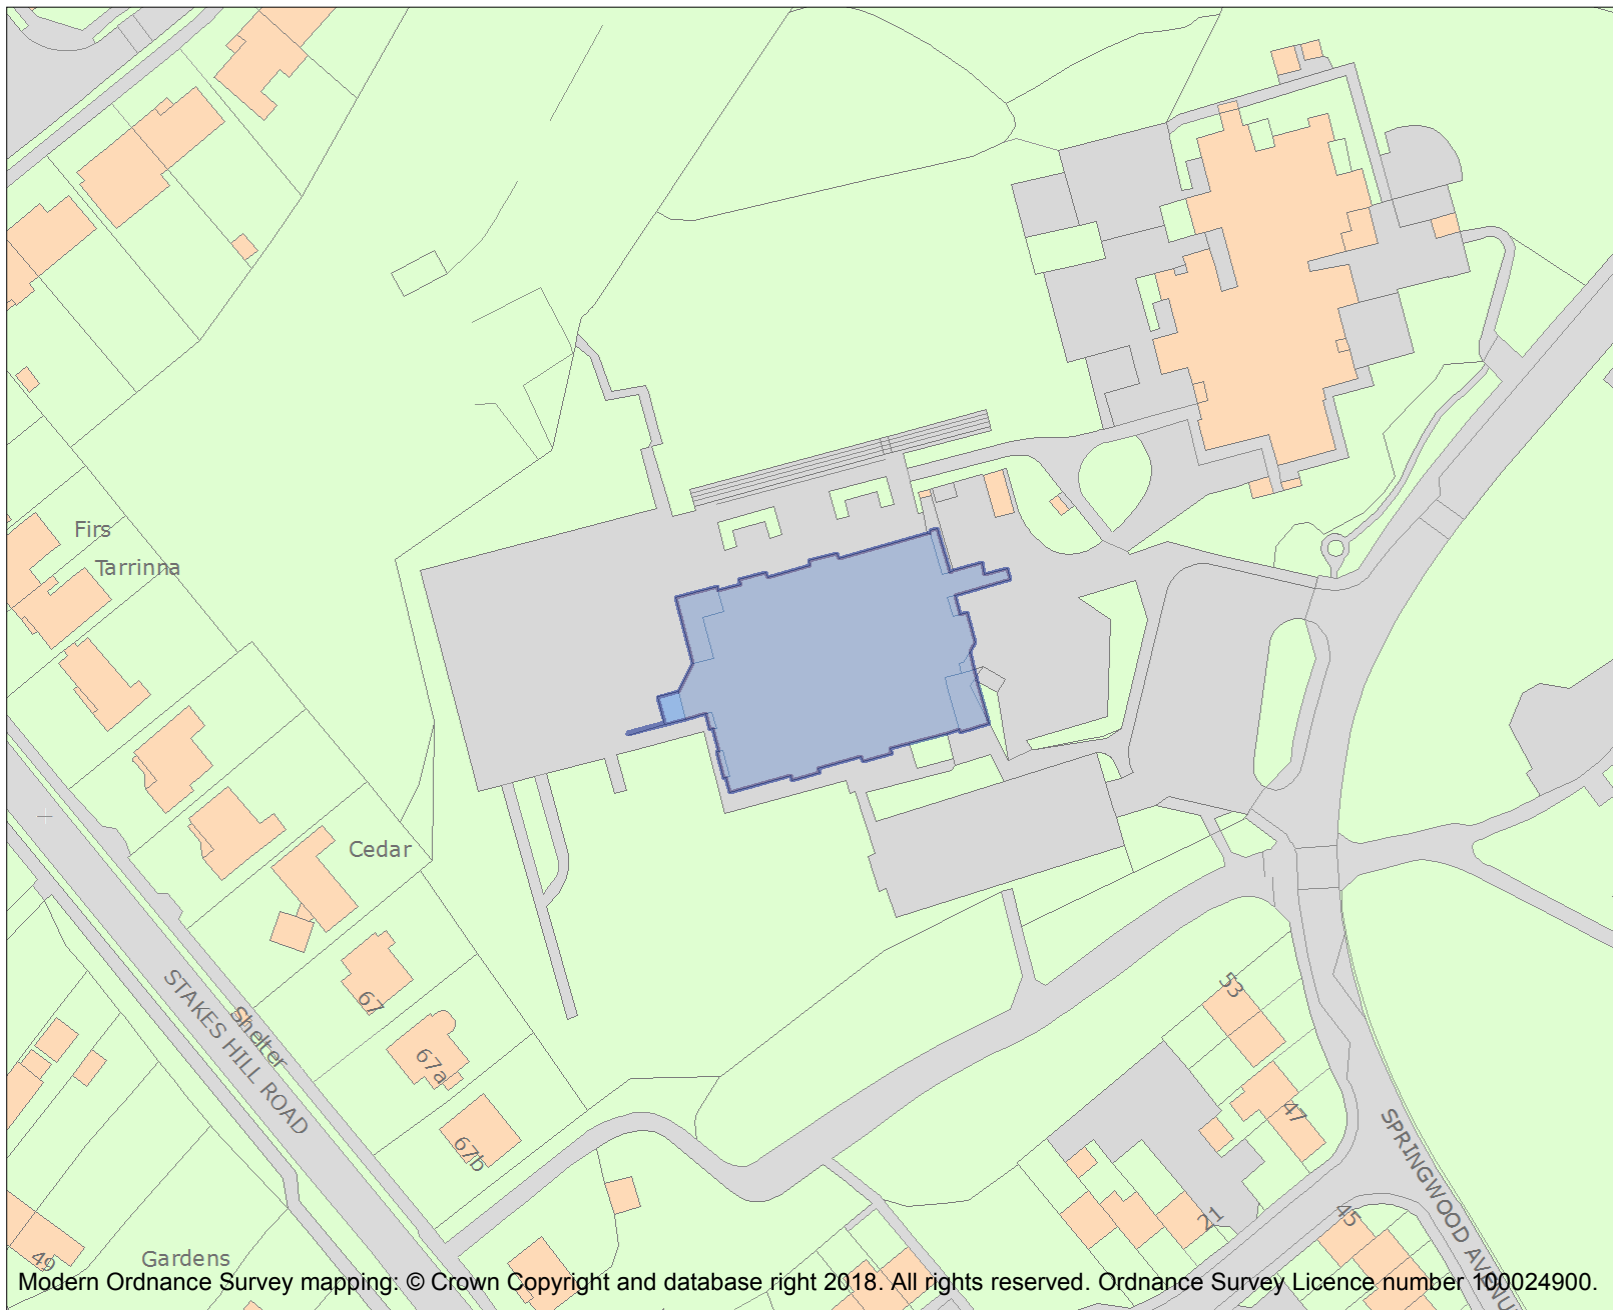 Firs
Tarrinna
Cedar
67
STAKES HILL ROAD
Shelter
67a
67b
53
47
21
45
SPRINGWOOD AVENU
49
Gardens
Modern Ordnance Survey mapping: © Crown Copyright and database right 2018. All rights reserved. Ordnance Survey Licence number 100024900.